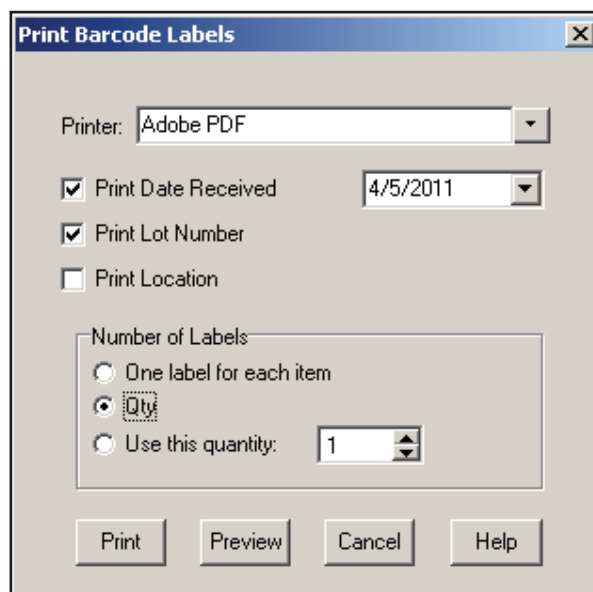 Print Barcode Labels
Printer: Adobe PDF
Print Date Received 4/5/2011
Print Lot Number
Print Location
Number of Labels
One label for each item
Qty
Use this quantity: 1
Print Preview Cancel Help